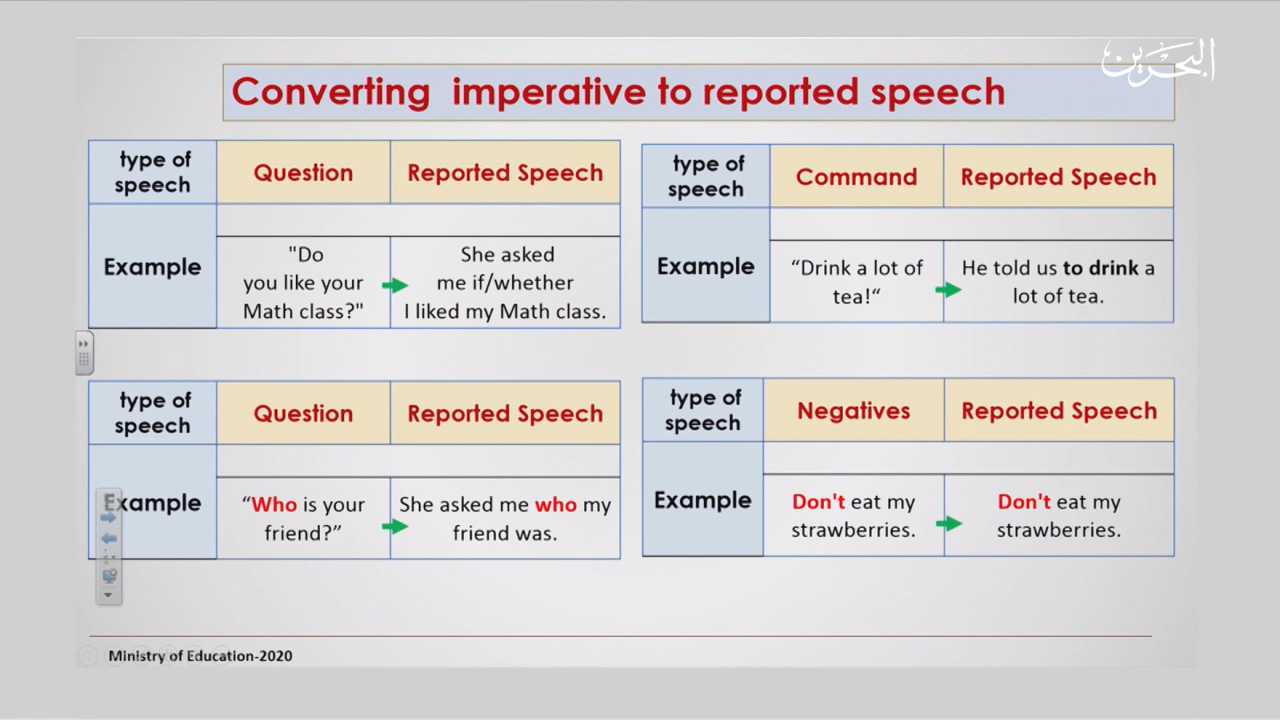 البحرين
Converting imperative to reported speech
type of
speech
Question
Reported Speech
Example
"Do
you like your
Math class?"
She asked
me if/whether
I liked my Math class.
type of
speech
Command
Reported Speech
Example
“Drink a lot of
tea!“
He told us to drink a
lot of tea.
type of
speech
Question
Reported Speech
Example
“Who is your
friend?”
She asked me who my
friend was.
type of
speech
Negatives
Reported Speech
Example
Don't eat my
strawberries.
Don't eat my
strawberries.
Ministry of Education-2020